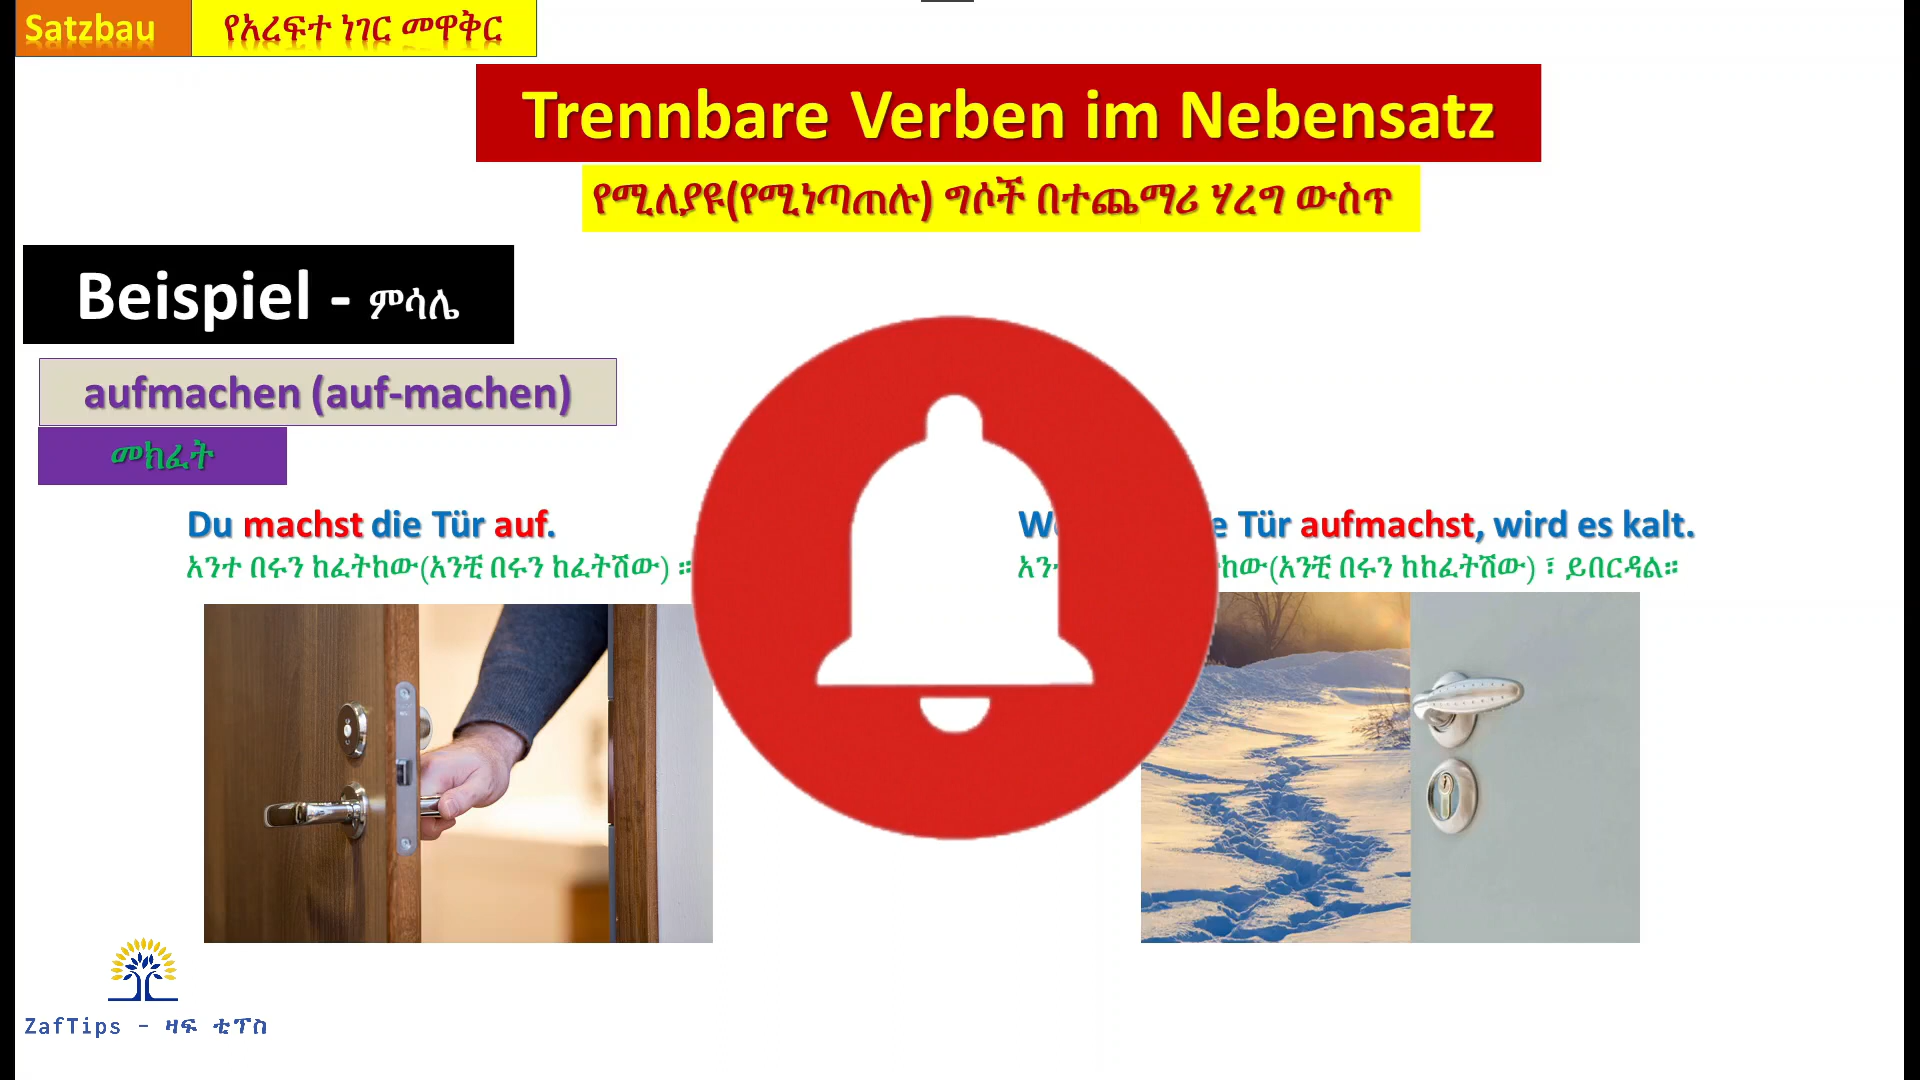 Satzbau
የአረፍተ ነገር መዋቅር
Trennbare Verben im Nebensatz
የሚለያዩ(የሚነጣጠሉ) ግሶች በተጨማሪ ሃረግ ውስጥ
Beispiel - ምሳሌ
aufmachen (auf-machen)
መክፈት
Du machst die Tür auf.
አንተ በሩን ከፈትከው(አንቺ በሩን ከፈትሽው) ።
Tür aufmachst, wird es kalt.
(አንቺ በሩን ከከፈትሽው) ፣ ይበርዳል።
ZafTips - ዛፍ ቲፕስ